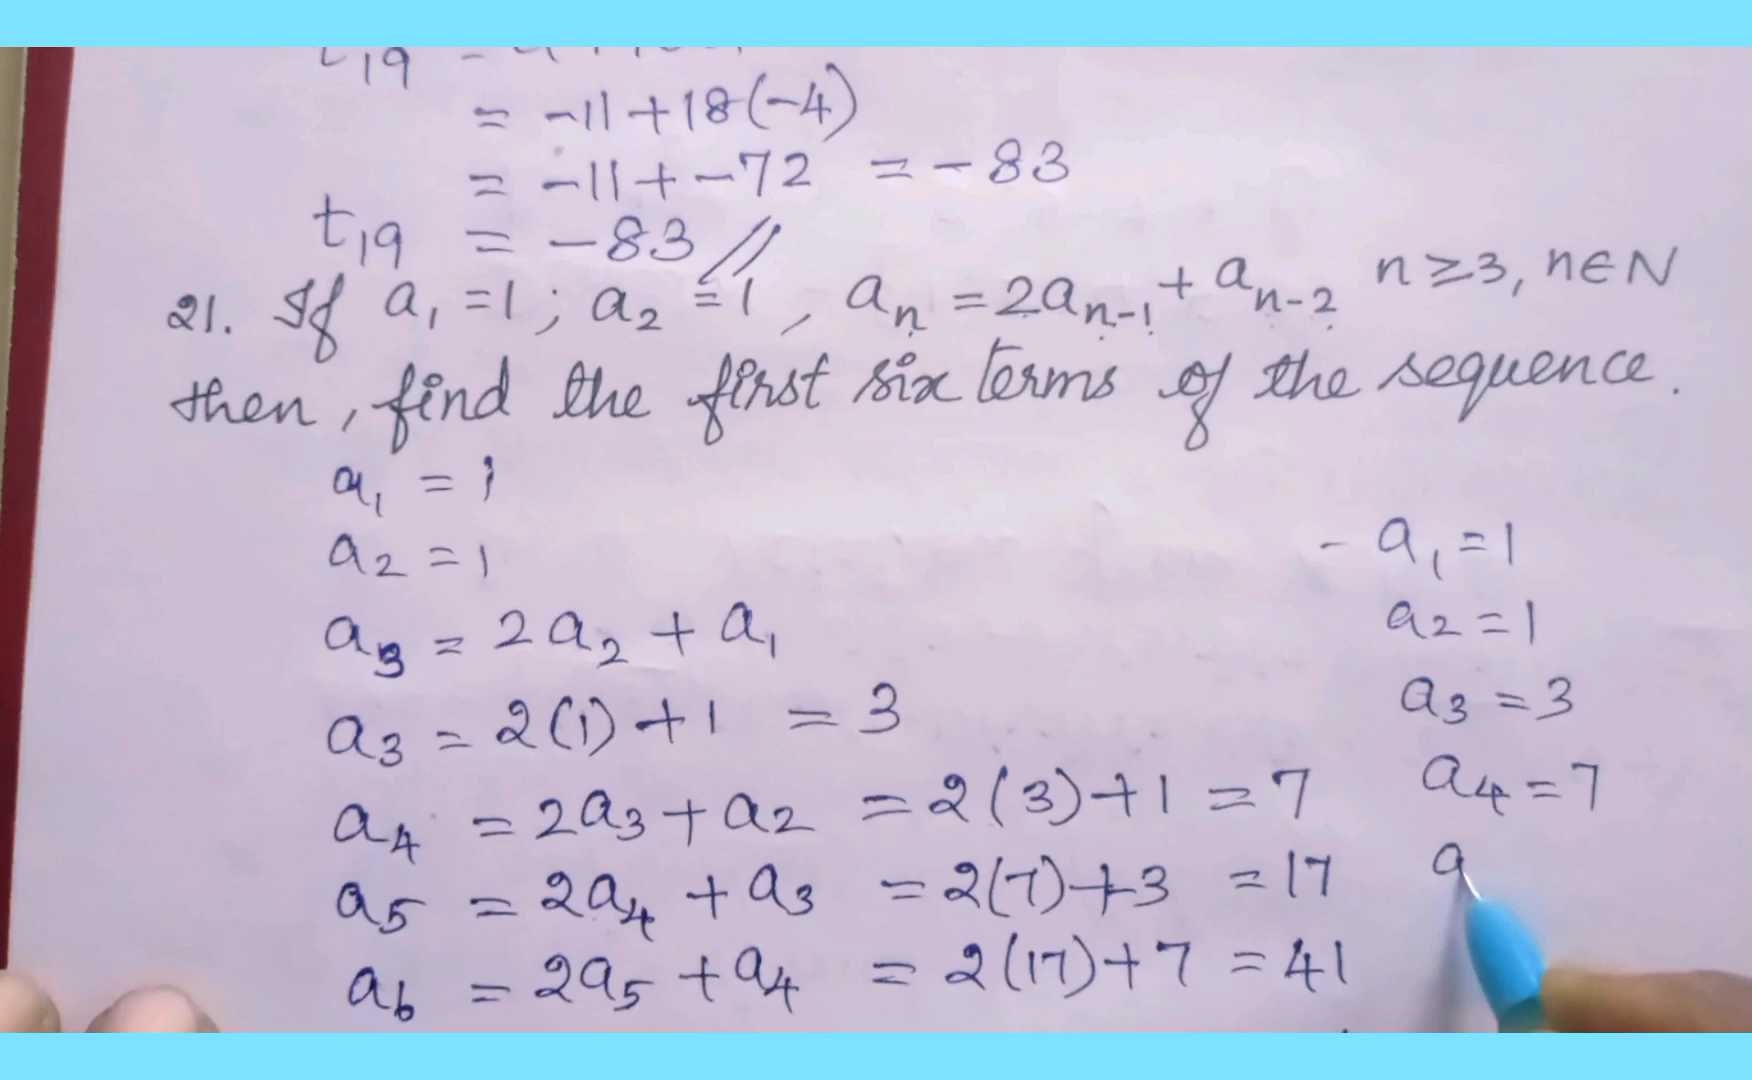 t₁₉
= -11+18(-4)
= -11+-72 = -83
t₁₉ = -83 //
21. If a₁ =1 ; a₂ =1 , aₙ =2aₙ₋₁ + aₙ₋₂ n≥3, n∈N
then, find the first six terms of the sequence.
a₁ = 1
a₂ = 1
a₃ = 2a₂ + a₁
a₃ = 2(1)+1 = 3
a₄ = 2a₃+a₂ = 2(3)+1 =7
a₅ = 2a₄ + a₃ = 2(7)+3 =17
a₆ = 2a₅ + a₄ = 2(17)+7 =41
- a₁ =1
a₂ =1
a₃ =3
a₄ =7
a